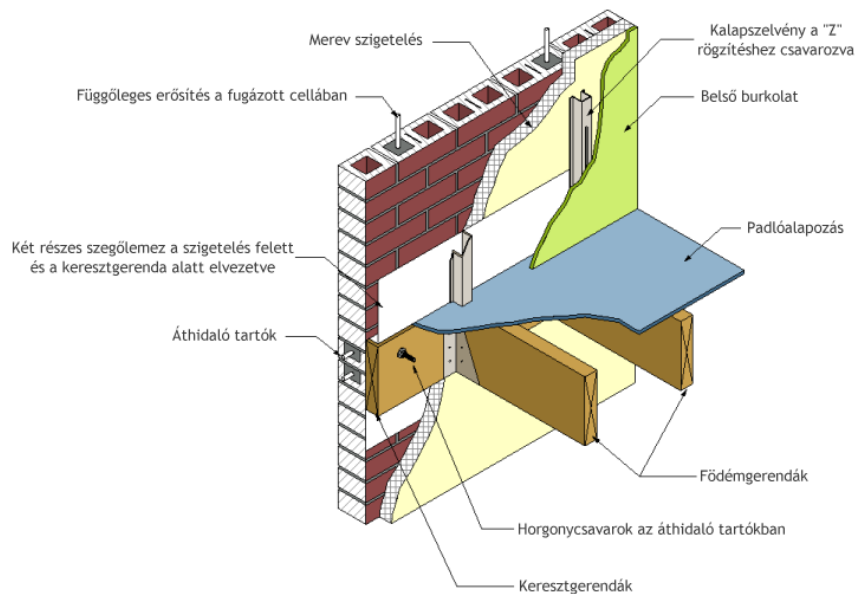 Merev szigetelés
Kalapszelvény a "Z"
rögzítéshez csavarozva
Függőleges erősítés a fugázott cellában
Belső burkolat
Két részes szegőlemez a szigetelés felett
és a keresztgerenda alatt elvezetve
Padlóalapozás
Áthidaló tartók
Födémgerendák
Horgonycsavarok az áthidaló tartókban
Keresztgerendák